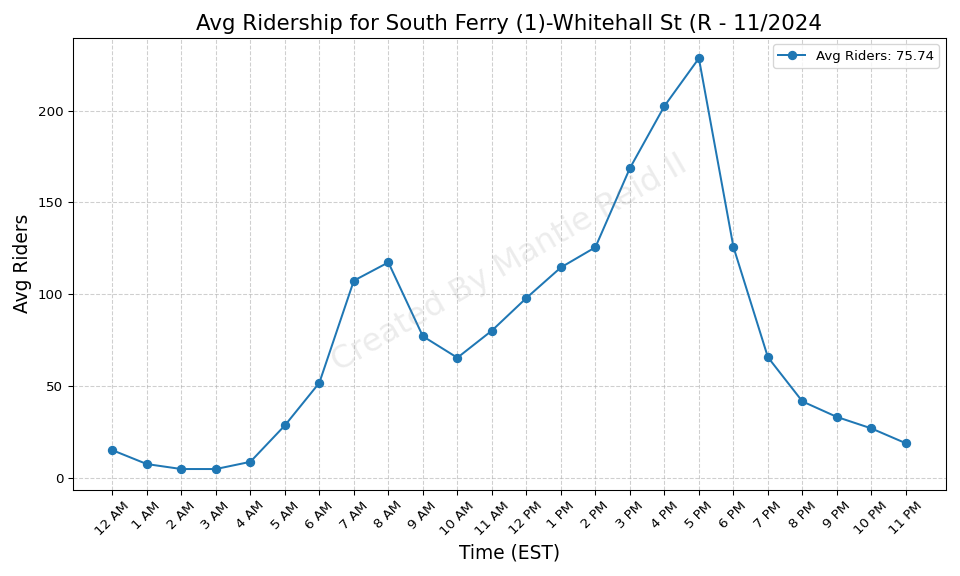 Avg Ridership for South Ferry (1)-Whitehall St (R - 11/2024
Avg Riders: 75.74
Avg Riders
200
150
100
50
0
Created By Mantie Reid II
12 AM
1 AM
2 AM
3 AM
4 AM
5 AM
6 AM
7 AM
8 AM
9 AM
10 AM
11 AM
12 PM
1 PM
2 PM
3 PM
4 PM
5 PM
6 PM
7 PM
8 PM
9 PM
10 PM
11 PM
Time (EST)